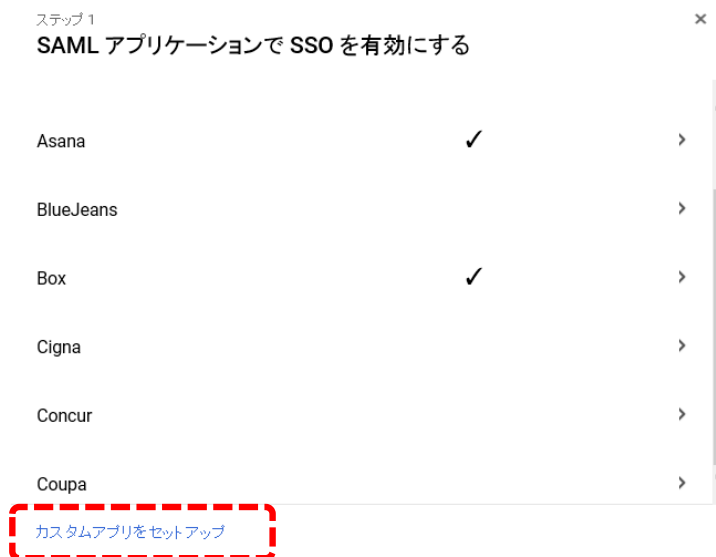 ステップ 1
SAML アプリケーションで SSO を有効にする
Asana ✓
BlueJeans
Box ✓
Cigna
Concur
Coupa
カスタムアプリをセットアップ